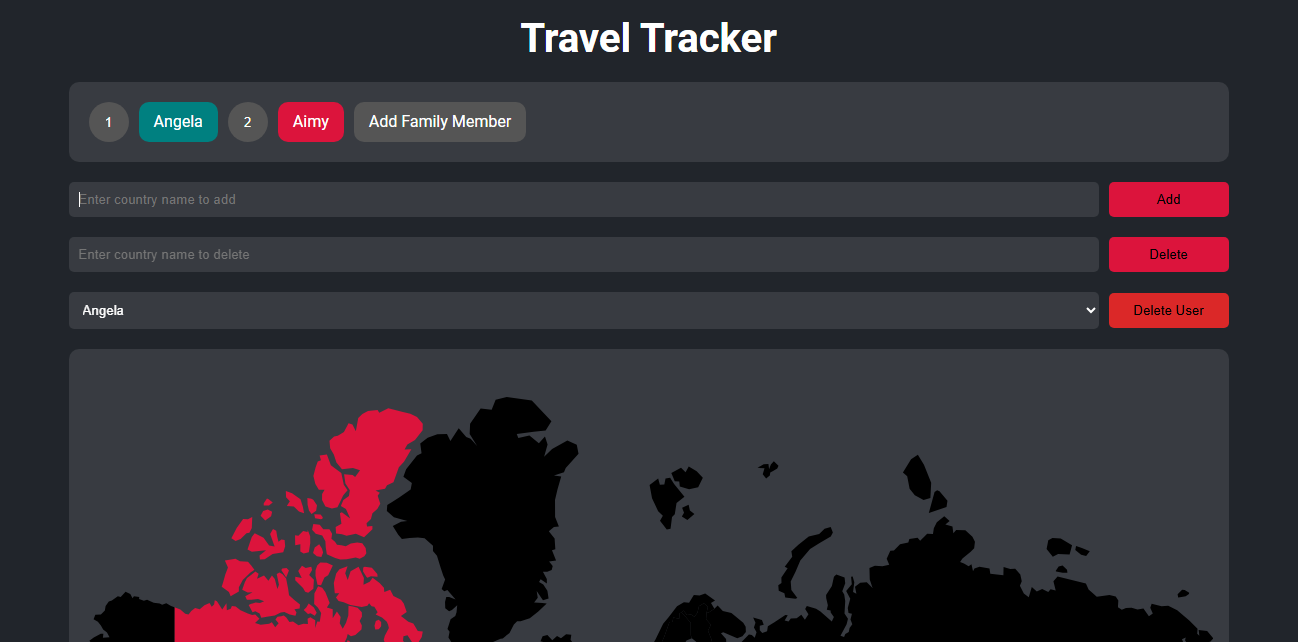 Travel Tracker
1 Angela 2 Aimy Add Family Member
Enter country name to add Add
Enter country name to delete Delete
Angela Delete User